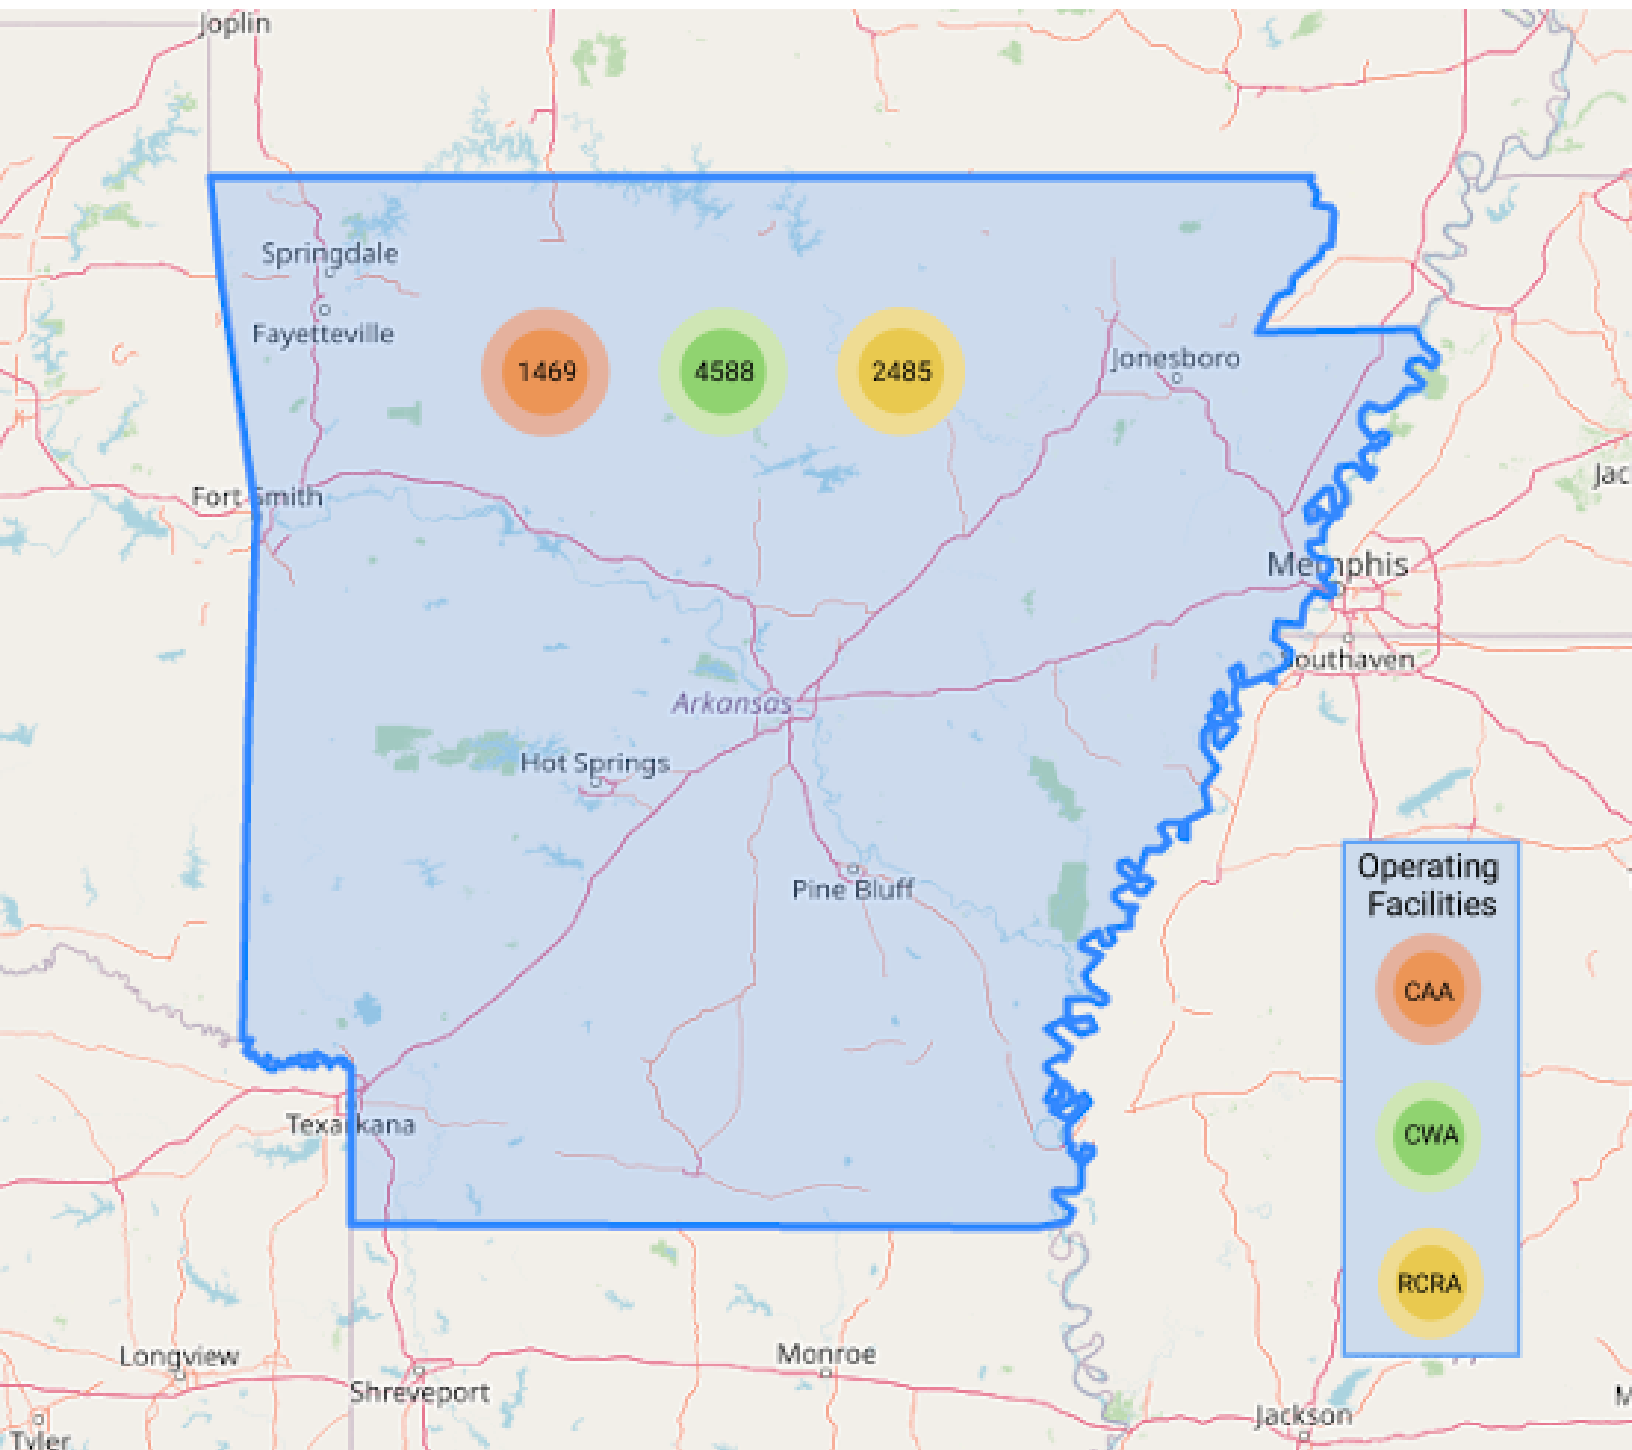 Joplin
Springdale
Fayetteville
1469
4588
2485
Jonesboro
Jac
Fort Smith
Memphis
Southaven
Arkansas
Hot Springs
Pine Bluff
Operating
Facilities
CAA
CWA
RCRA
Texarkana
Longview
Monroe
Shreveport
Jackson
M
Tyler